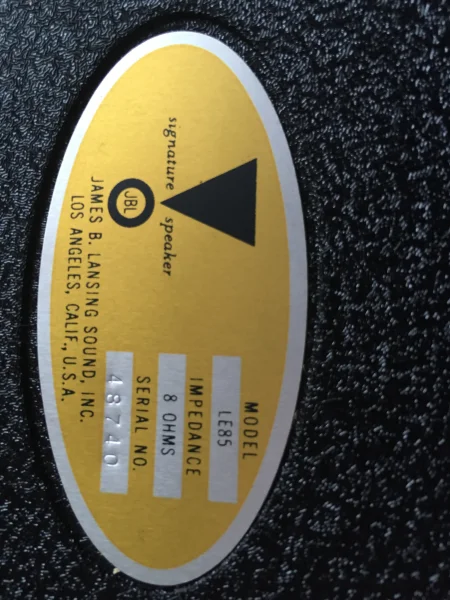 signature speaker
JBL
JAMES B. LANSING SOUND, INC.
LOS ANGELES, CALIF., U.S.A.
MODEL
LE85
IMPEDANCE
8 OHMS
SERIAL NO.
48740